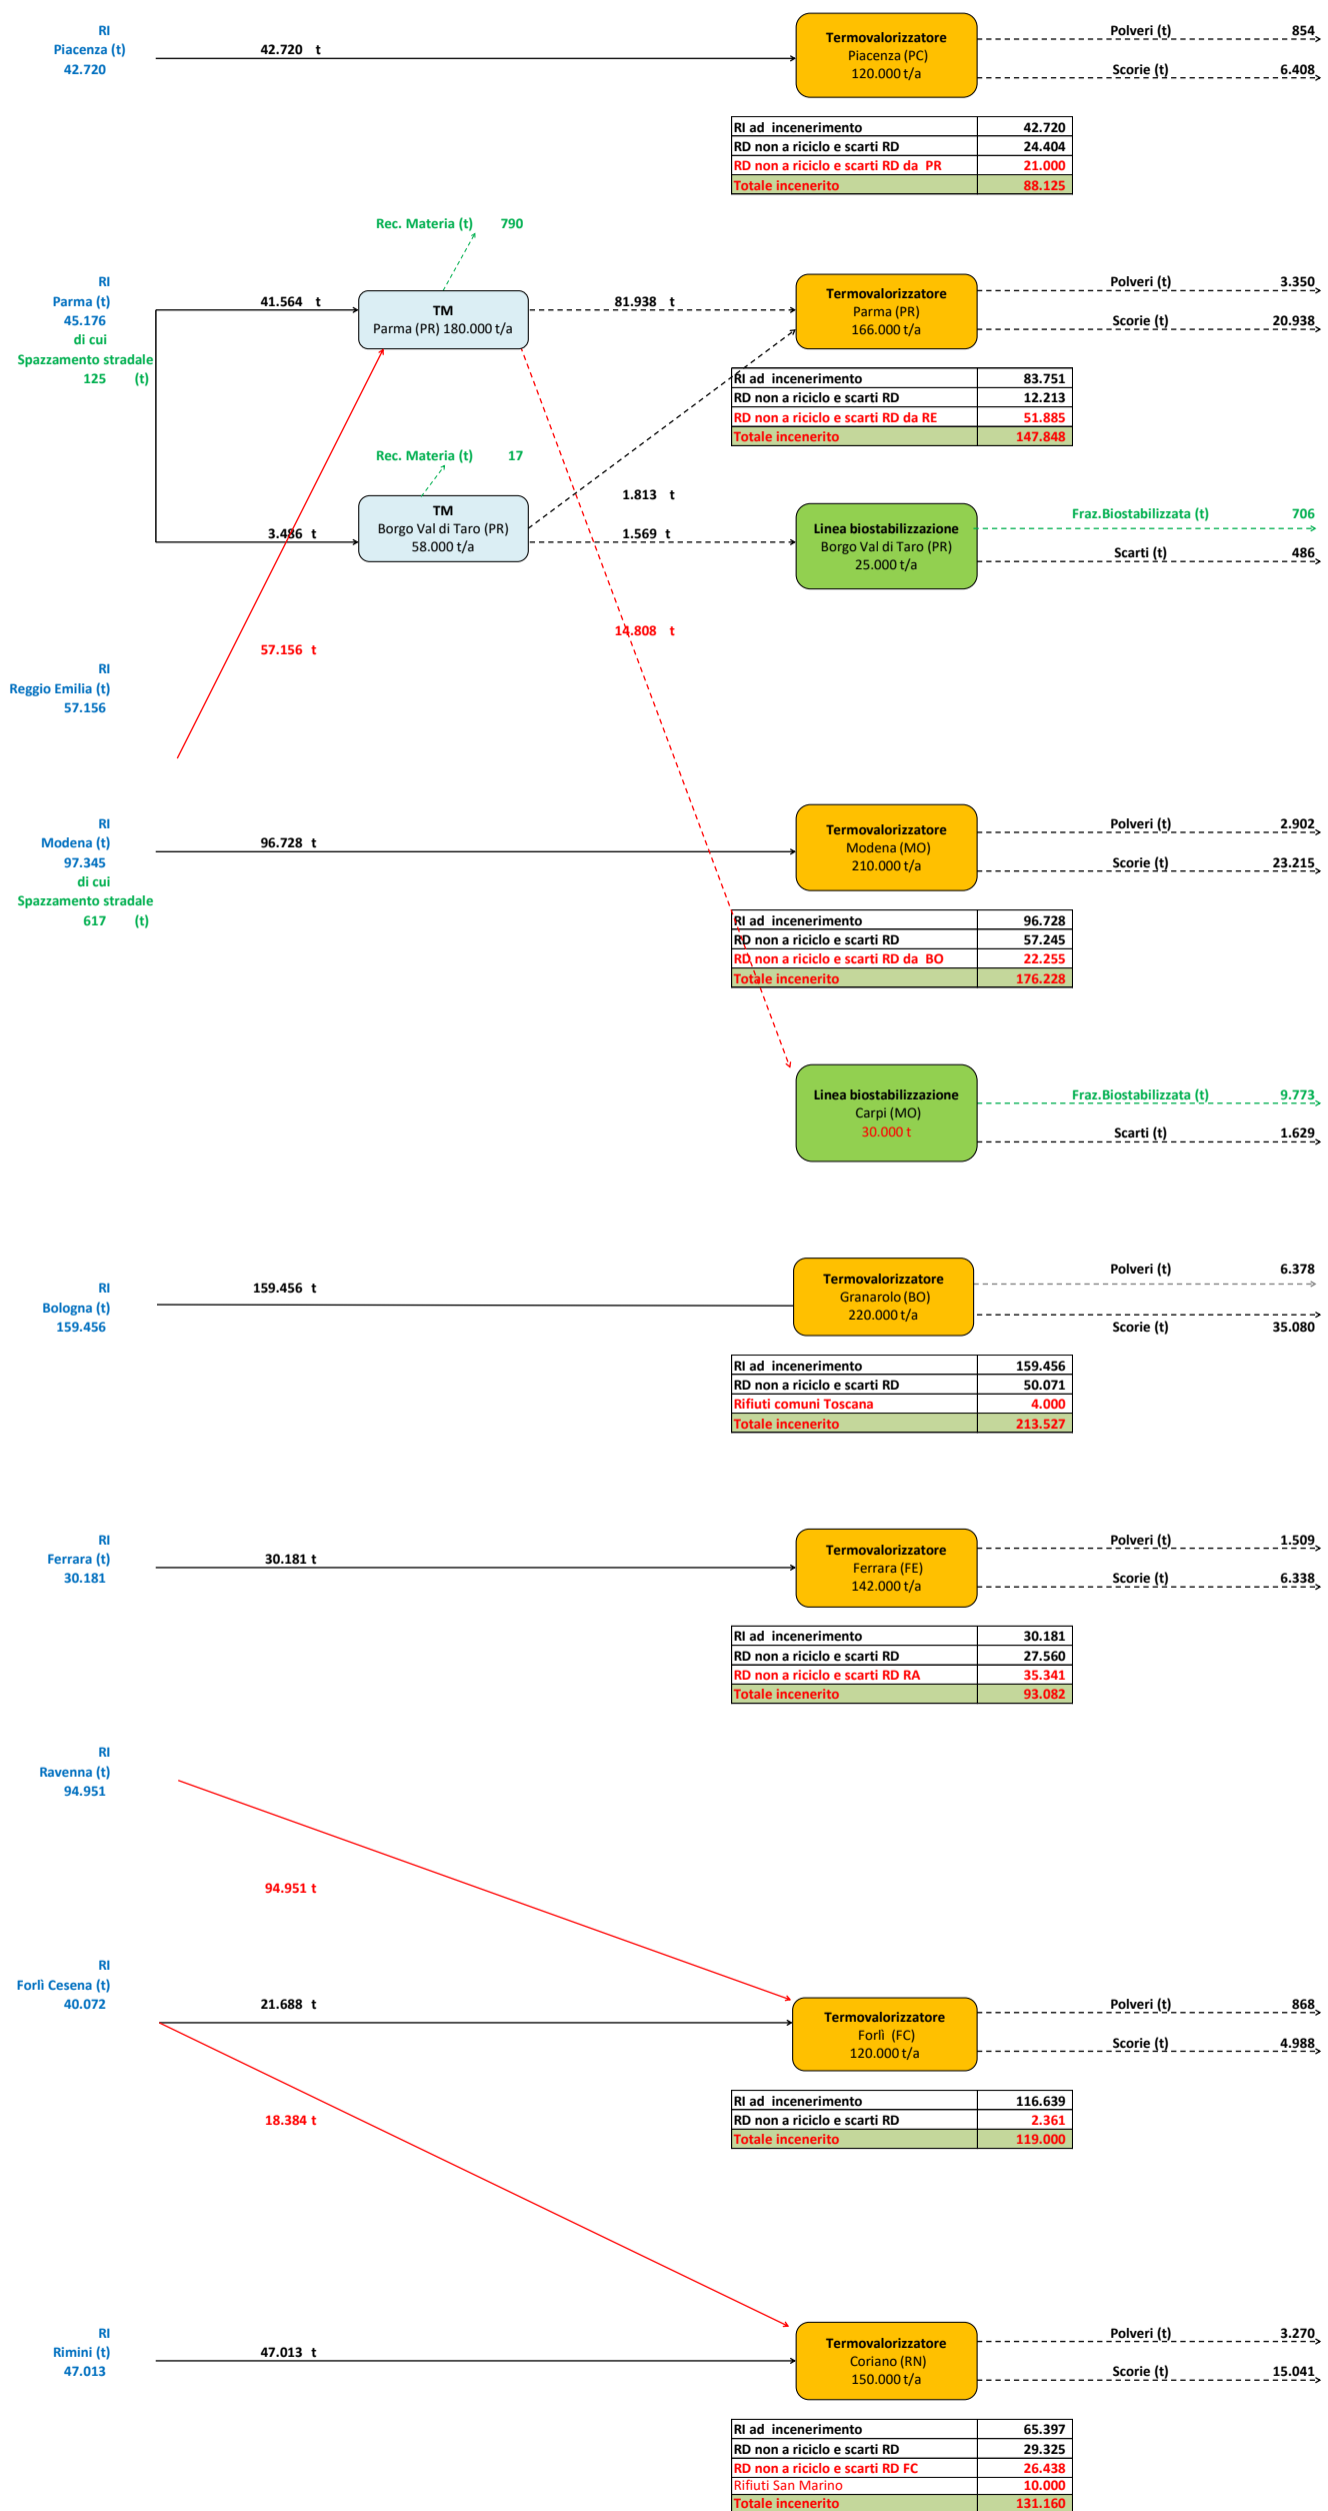 RI
Piacenza (t)
42.720
42.720 t
Termovalorizzatore
Piacenza (PC)
120.000 t/a
Polveri (t) 854
Scorie (t) 6.408
RI ad incenerimento 42.720
RD non a riciclo e scarti RD 24.404
RD non a riciclo e scarti RD da PR 21.000
Totale incenerito 88.125
Rec. Materia (t) 790
RI
Parma (t)
45.176
di cui
Spazzamento stradale
125 (t)
41.564 t
TM
Parma (PR) 180.000 t/a
81.938 t
Termovalorizzatore
Parma (PR)
166.000 t/a
Polveri (t) 3.350
Scorie (t) 20.938
RI ad incenerimento 83.751
RD non a riciclo e scarti RD 12.213
RD non a riciclo e scarti RD da RE 51.885
Totale incenerito 147.848
Rec. Materia (t) 17
3.486 t
TM
Borgo Val di Taro (PR)
58.000 t/a
1.813 t
1.569 t
Linea biostabilizzazione
Borgo Val di Taro (PR)
25.000 t/a
Fraz.Biostabilizzata (t) 706
Scarti (t) 486
14.808 t
57.156 t
RI
Reggio Emilia (t)
57.156
RI
Modena (t)
97.345
di cui
Spazzamento stradale
617 (t)
96.728 t
Termovalorizzatore
Modena (MO)
210.000 t/a
Polveri (t) 2.902
Scorie (t) 23.215
RI ad incenerimento 96.728
RD non a riciclo e scarti RD 57.245
RD non a riciclo e scarti RD da BO 22.255
Totale incenerito 176.228
Linea biostabilizzazione
Carpi (MO)
30.000 t
Fraz.Biostabilizzata (t) 9.773
Scarti (t) 1.629
RI
Bologna (t)
159.456
159.456 t
Termovalorizzatore
Granarolo (BO)
220.000 t/a
Polveri (t) 6.378
Scorie (t) 35.080
RI ad incenerimento 159.456
RD non a riciclo e scarti RD 50.071
Rifiuti comuni Toscana 4.000
Totale incenerito 213.527
RI
Ferrara (t)
30.181
30.181 t
Termovalorizzatore
Ferrara (FE)
142.000 t/a
Polveri (t) 1.509
Scorie (t) 6.338
RI ad incenerimento 30.181
RD non a riciclo e scarti RD 27.560
RD non a riciclo e scarti RD RA 35.341
Totale incenerito 93.082
RI
Ravenna (t)
94.951
94.951 t
RI
Forlì Cesena (t)
40.072
21.688 t
Termovalorizzatore
Forlì (FC)
120.000 t/a
Polveri (t) 868
Scorie (t) 4.988
RI ad incenerimento 116.639
RD non a riciclo e scarti RD 2.361
Totale incenerito 119.000
18.384 t
RI
Rimini (t)
47.013
47.013 t
Termovalorizzatore
Coriano (RN)
150.000 t/a
Polveri (t) 3.270
Scorie (t) 15.041
RI ad incenerimento 65.397
RD non a riciclo e scarti RD 29.325
RD non a riciclo e scarti RD FC 26.438
Rifiuti San Marino 10.000
Totale incenerito 131.160